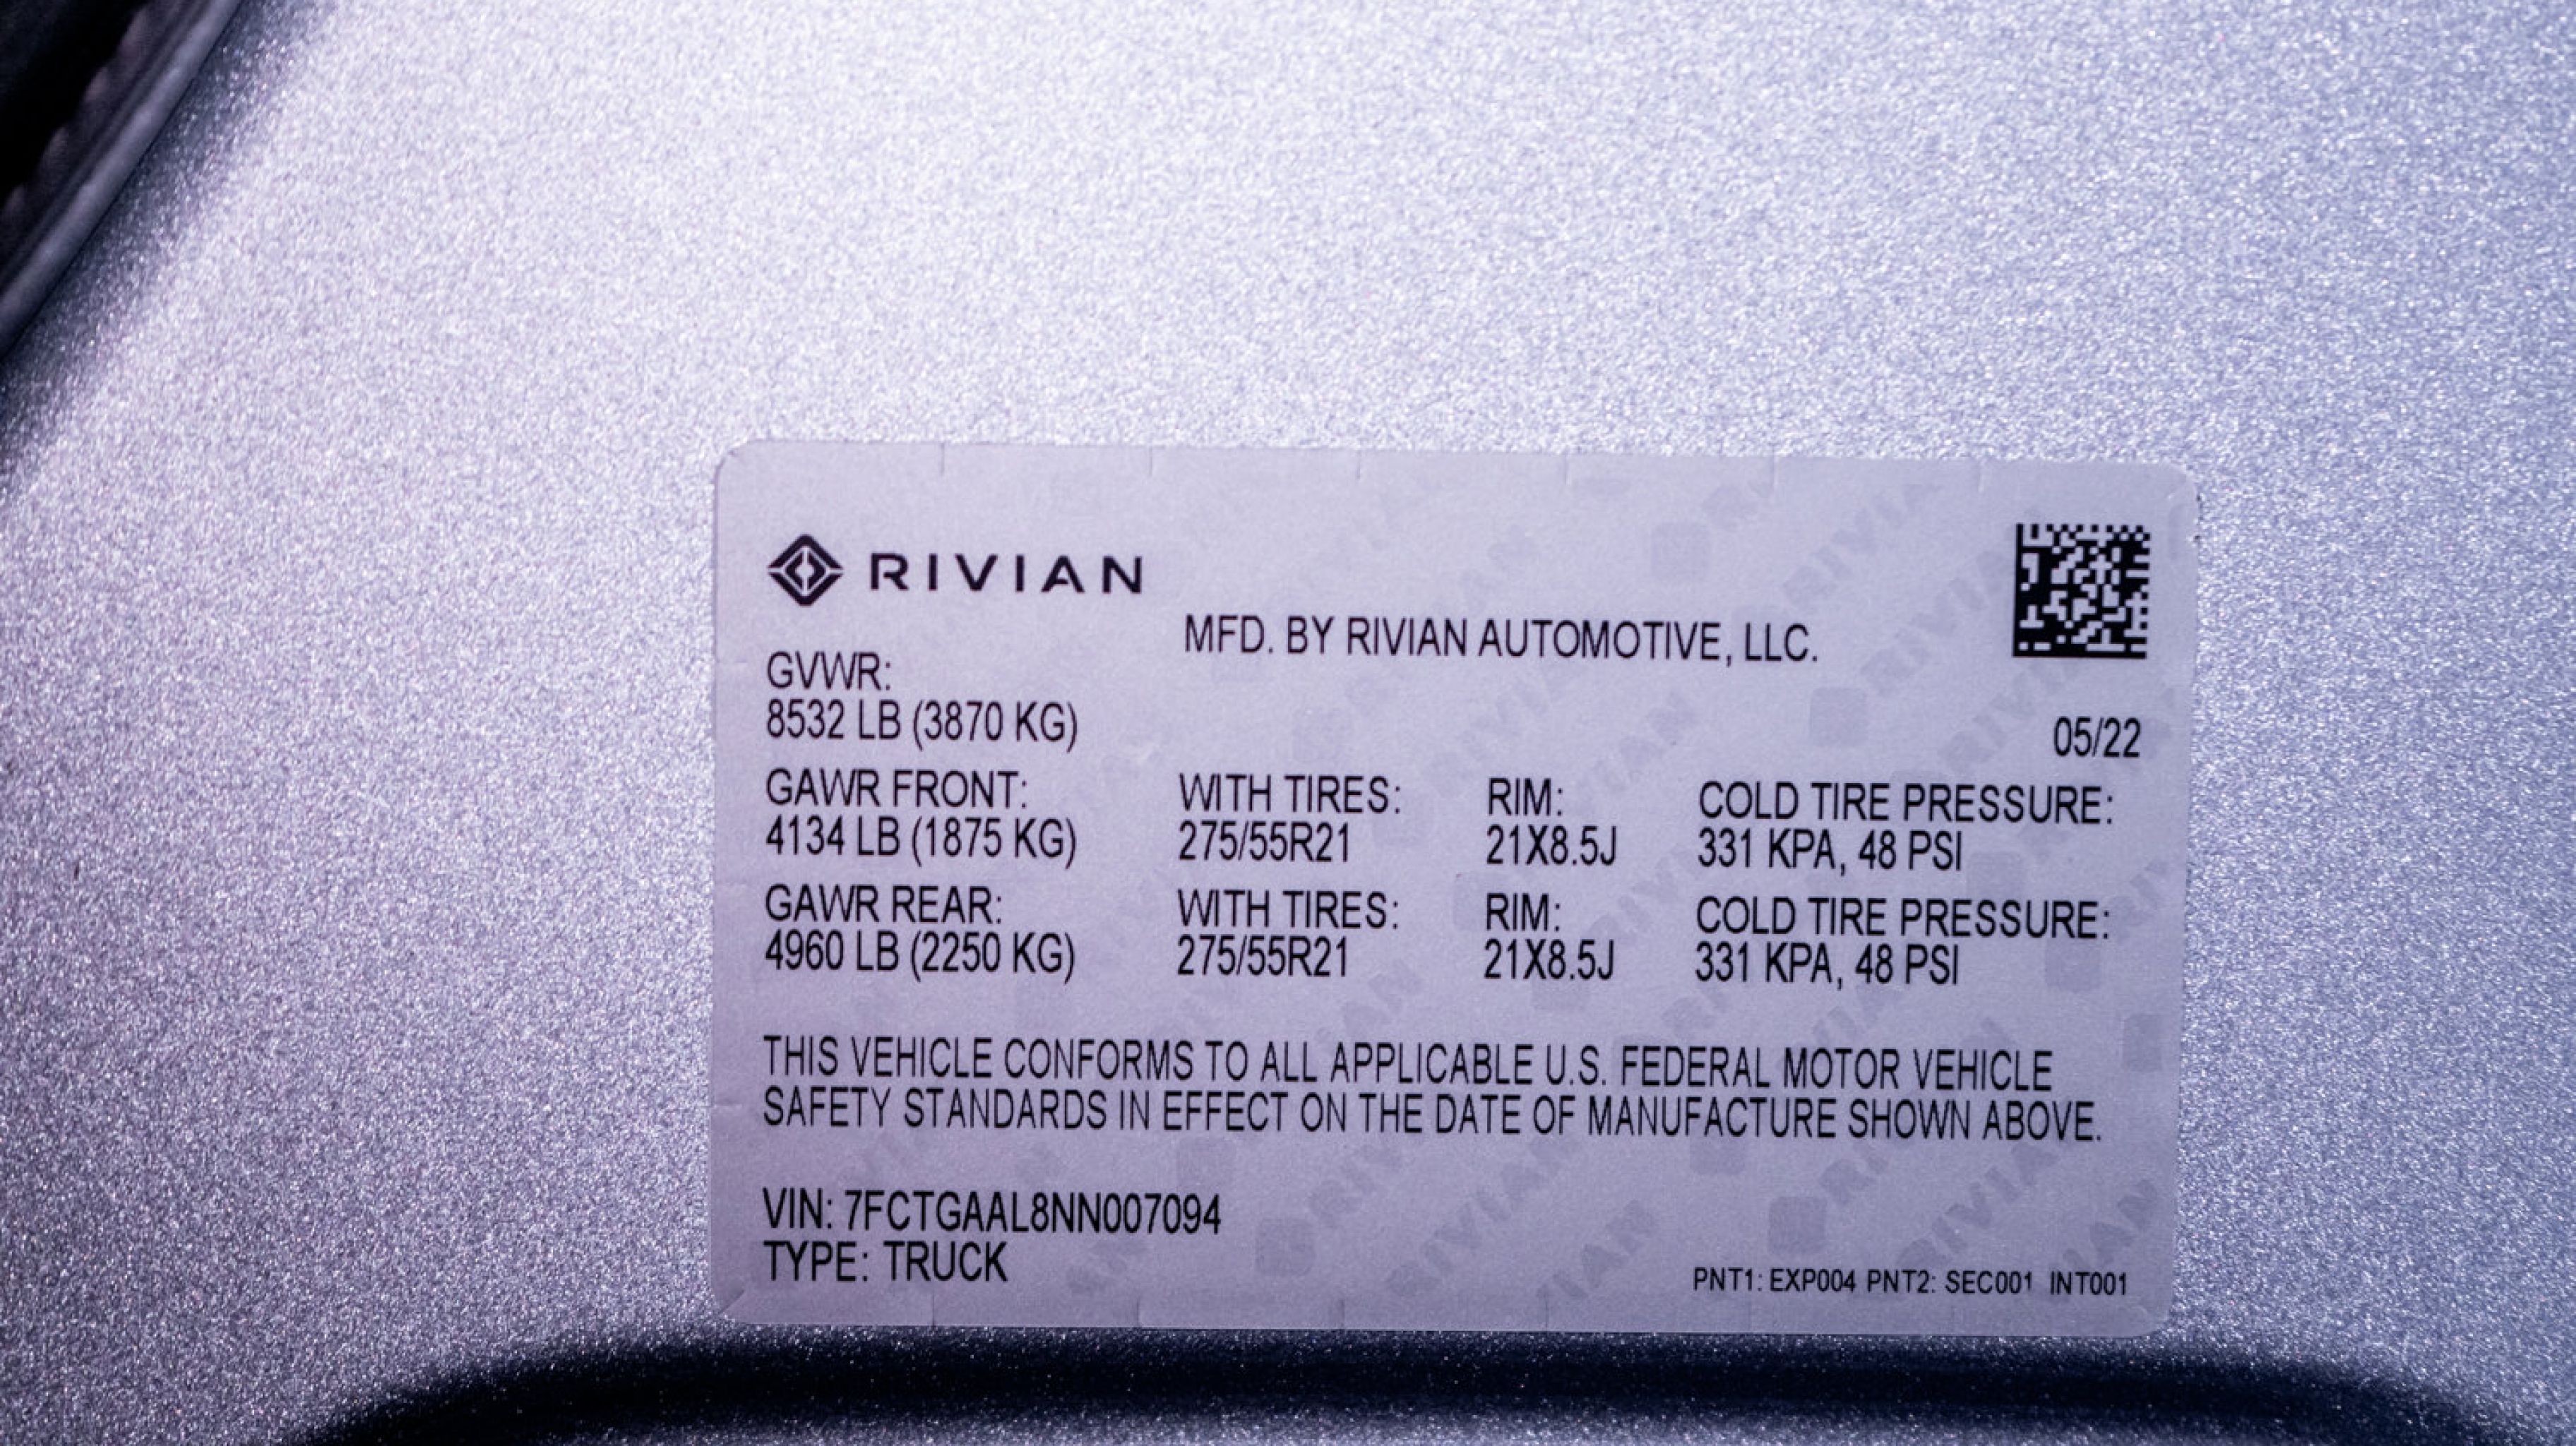 RIVIAN
MFD. BY RIVIAN AUTOMOTIVE, LLC.
GVWR:
8532 LB (3870 KG)
05/22
GAWR FRONT: WITH TIRES: RIM: COLD TIRE PRESSURE:
4134 LB (1875 KG) 275/55R21 21X8.5J 331 KPA, 48 PSI
GAWR REAR: WITH TIRES: RIM: COLD TIRE PRESSURE:
4960 LB (2250 KG) 275/55R21 21X8.5J 331 KPA, 48 PSI
THIS VEHICLE CONFORMS TO ALL APPLICABLE U.S. FEDERAL MOTOR VEHICLE
SAFETY STANDARDS IN EFFECT ON THE DATE OF MANUFACTURE SHOWN ABOVE.
VIN: 7FCTGAAL8NN007094
TYPE: TRUCK
PNT1: EXP004 PNT2: SEC001 INT001